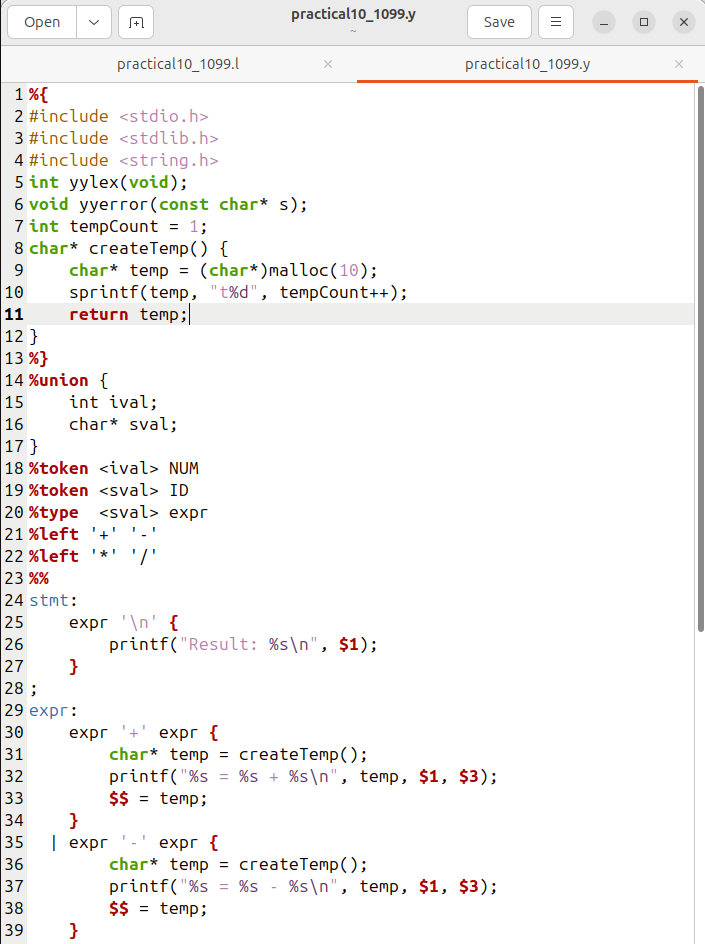 Open
practical10_1099.y
~
Save
practical10_1099.l
practical10_1099.y
1 %{
2 #include <stdio.h>
3 #include <stdlib.h>
4 #include <string.h>
5 int yylex(void);
6 void yyerror(const char* s);
7 int tempCount = 1;
8 char* createTemp() {
9     char* temp = (char*)malloc(10);
10     sprintf(temp, "t%d", tempCount++);
11     return temp;
12 }
13 %}
14 %union {
15     int ival;
16     char* sval;
17 }
18 %token <ival> NUM
19 %token <sval> ID
20 %type  <sval> expr
21 %left '+' '-'
22 %left '*' '/'
23 %%
24 stmt:
25     expr '\n' {
26         printf("Result: %s\n", $1);
27     }
28 ;
29 expr:
30     expr '+' expr {
31         char* temp = createTemp();
32         printf("%s = %s + %s\n", temp, $1, $3);
33         $$ = temp;
34     }
35   | expr '-' expr {
36         char* temp = createTemp();
37         printf("%s = %s - %s\n", temp, $1, $3);
38         $$ = temp;
39     }